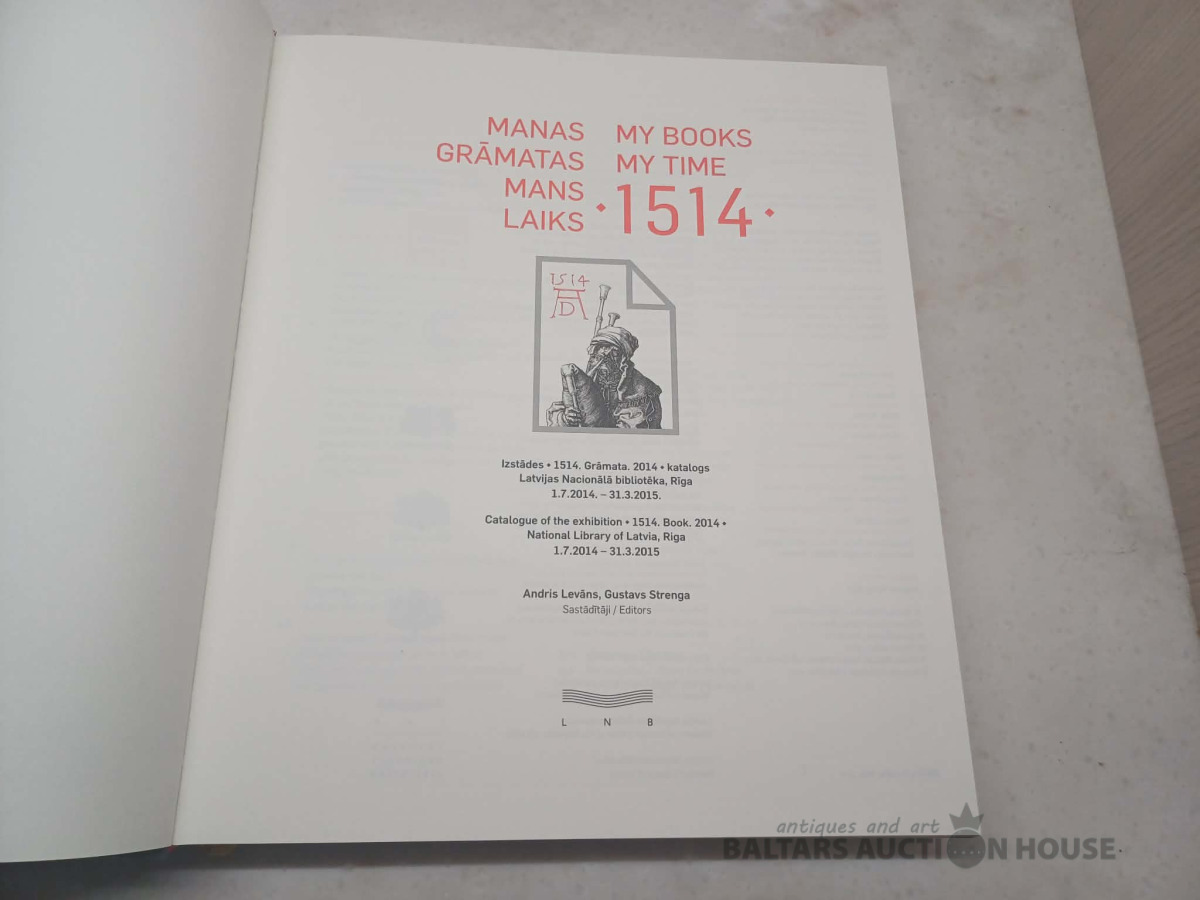 MANAS
GRĀMATAS
MANS
LAIKS
MY BOOKS
MY TIME
·1514·
1514
AD
Izstādes • 1514. Grāmata. 2014 • katalogs
Latvijas Nacionālā bibliotēka, Rīga
1.7.2014. – 31.3.2015.
Catalogue of the exhibition • 1514. Book. 2014 •
National Library of Latvia, Riga
1.7.2014 – 31.3.2015
Andris Levāns, Gustavs Strenga
Sastādītāji / Editors
L N B
antiques and art
BALTARS AUCTION HOUSE